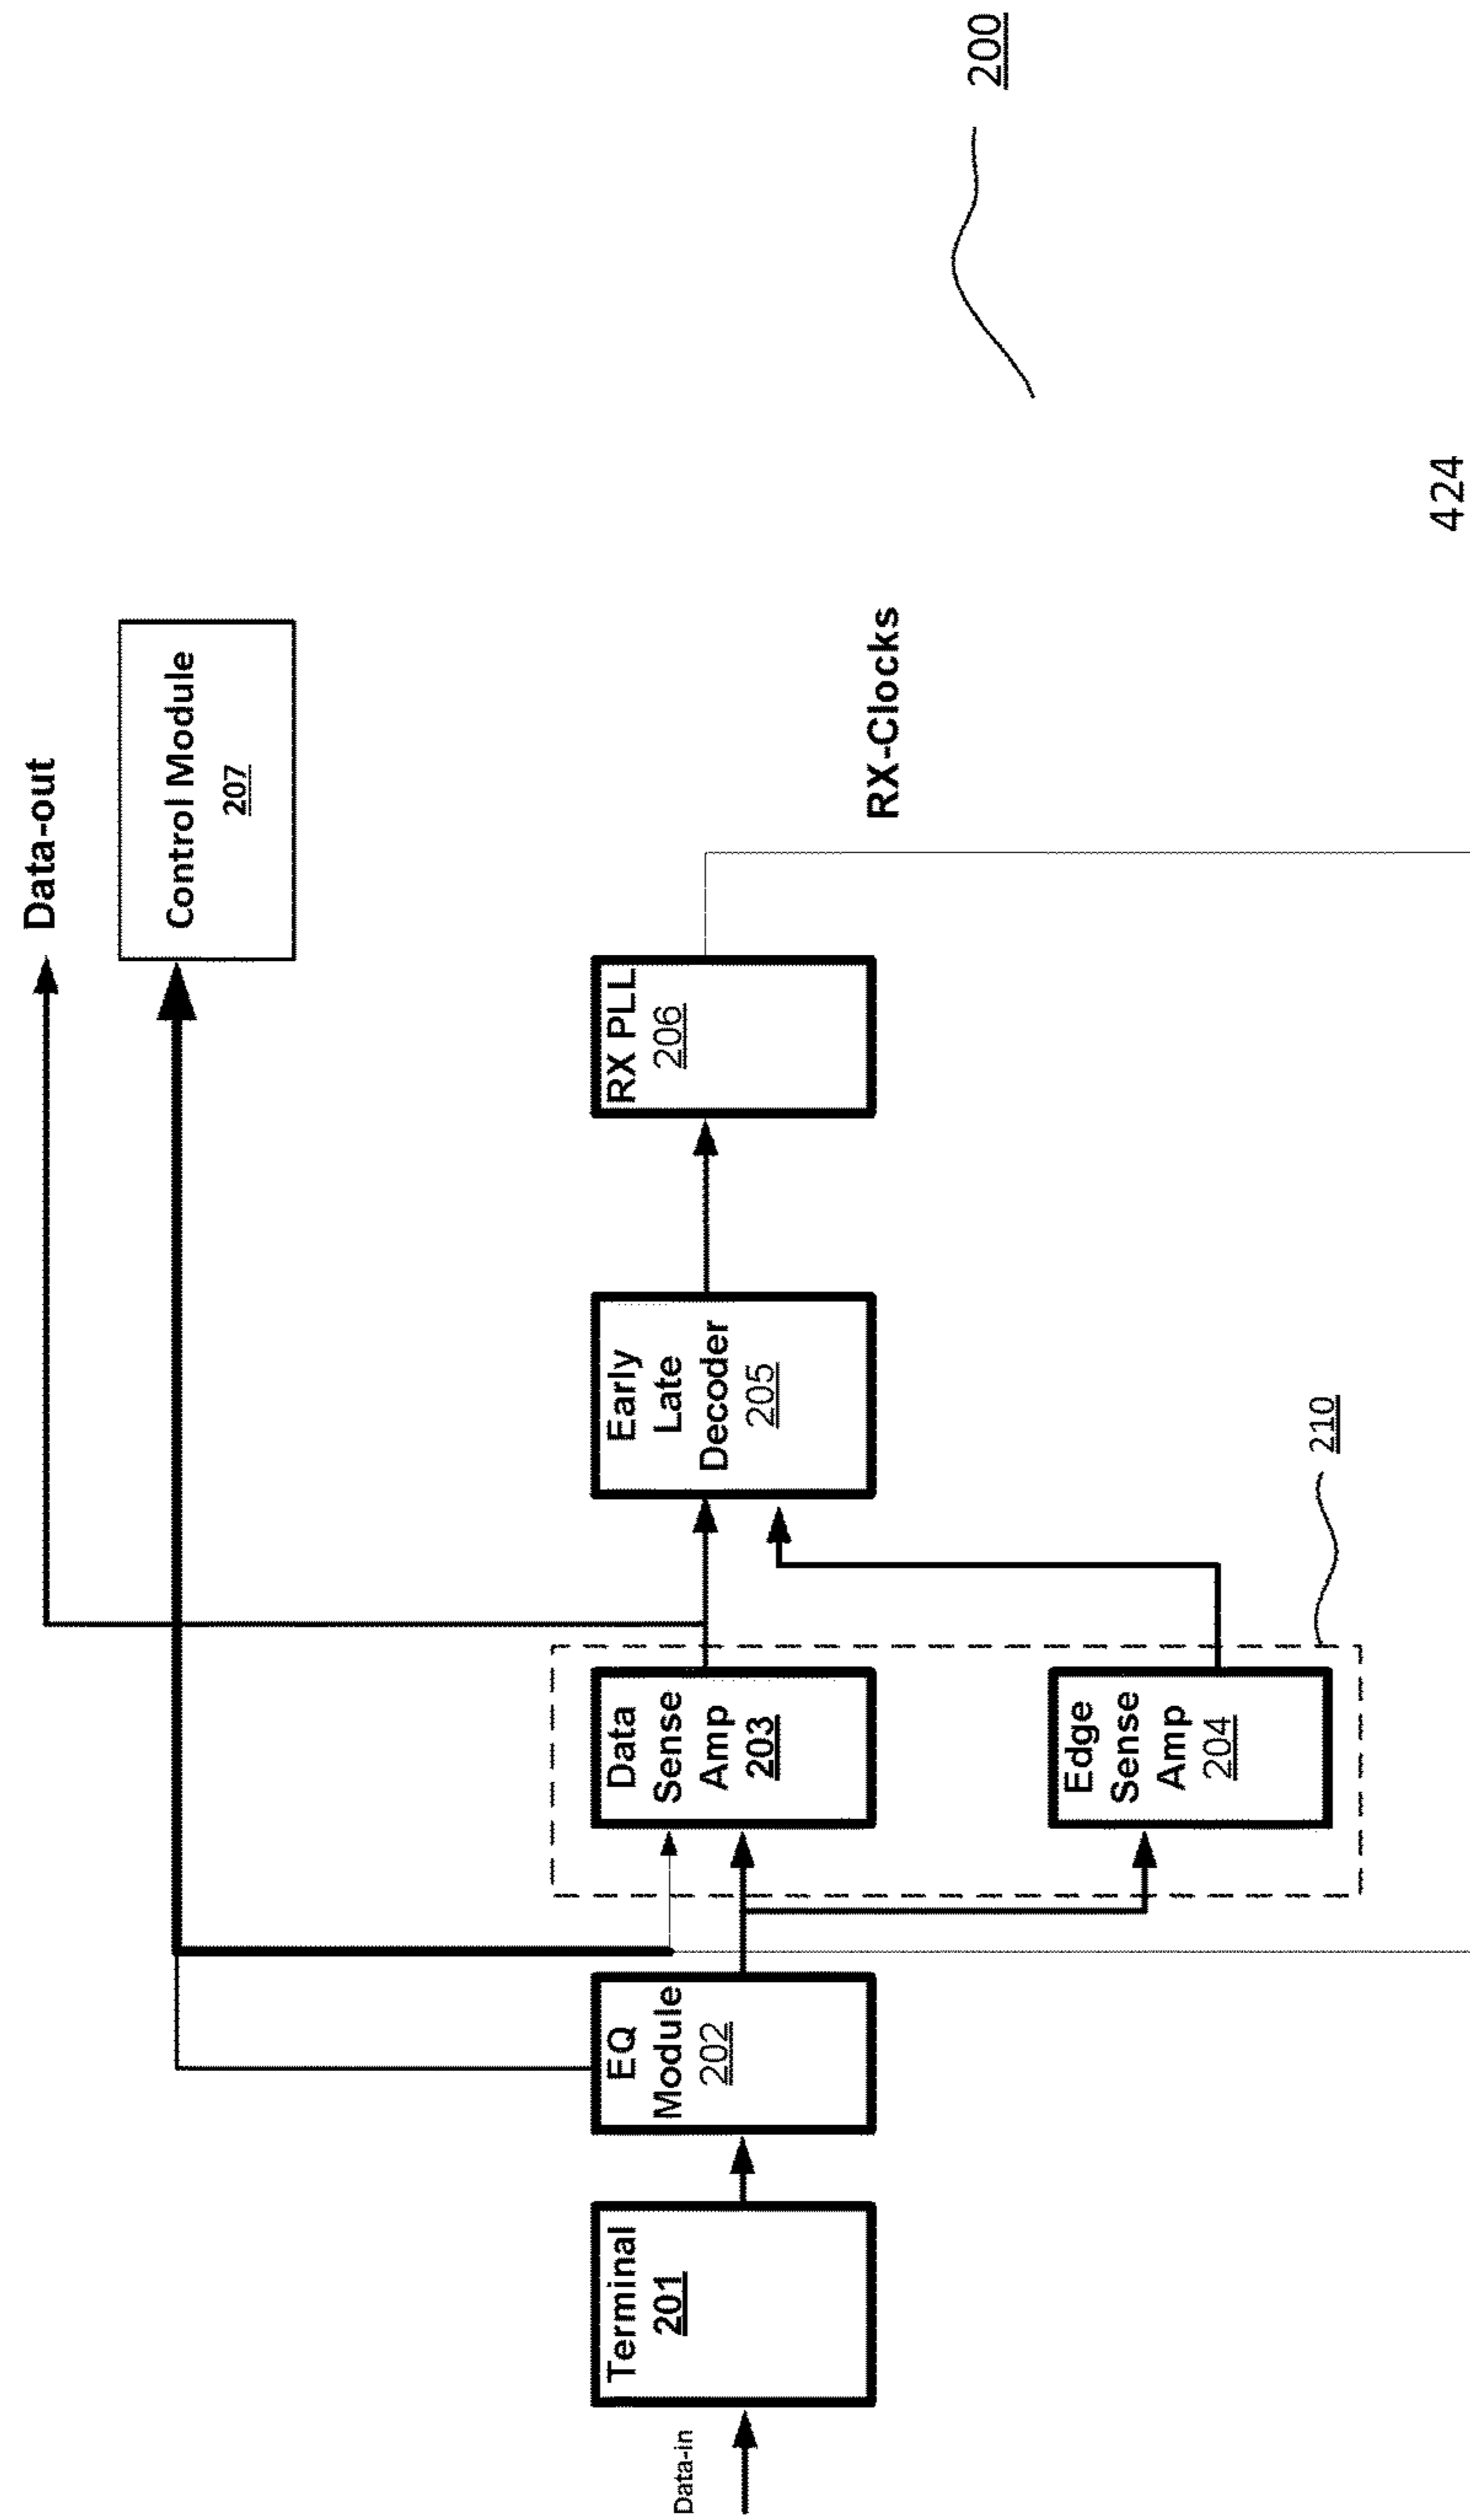 Data-out
Control Module
207
Data-in
Terminal
201
EQ
Module
202
Data
Sense
Amp
203
Early
Late
Decoder
205
RX PLL
206
RX-Clocks
200
Edge
Sense
Amp
204
210
424